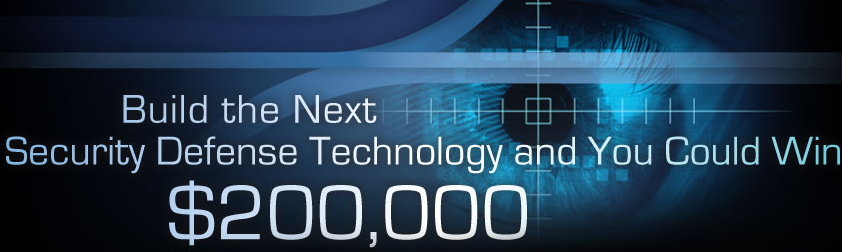 Build the Next
Security Defense Technology and You Could Win
$200,000